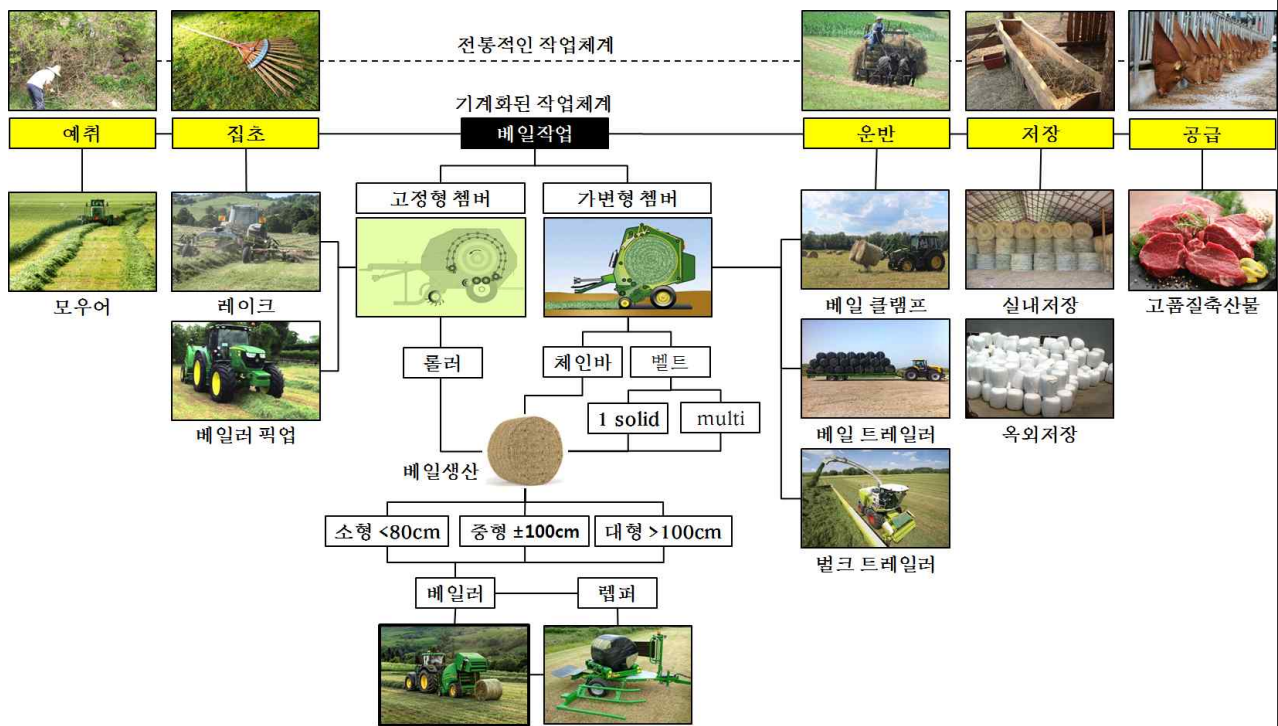 전통적인 작업체계
기계화된 작업체계
예취
집초
베일작업
운반
저장
공급
고정형 쳄버
가변형 쳄버
모우어
레이크
베일 클램프
실내저장
고품질축산물
롤러
체인바
벨트
1 solid
multi
베일러 픽업
베일 트레일러
옥외저장
베일생산
소형 <80cm
중형 ±100cm
대형 >100cm
벌크 트레일러
베일러
렙퍼